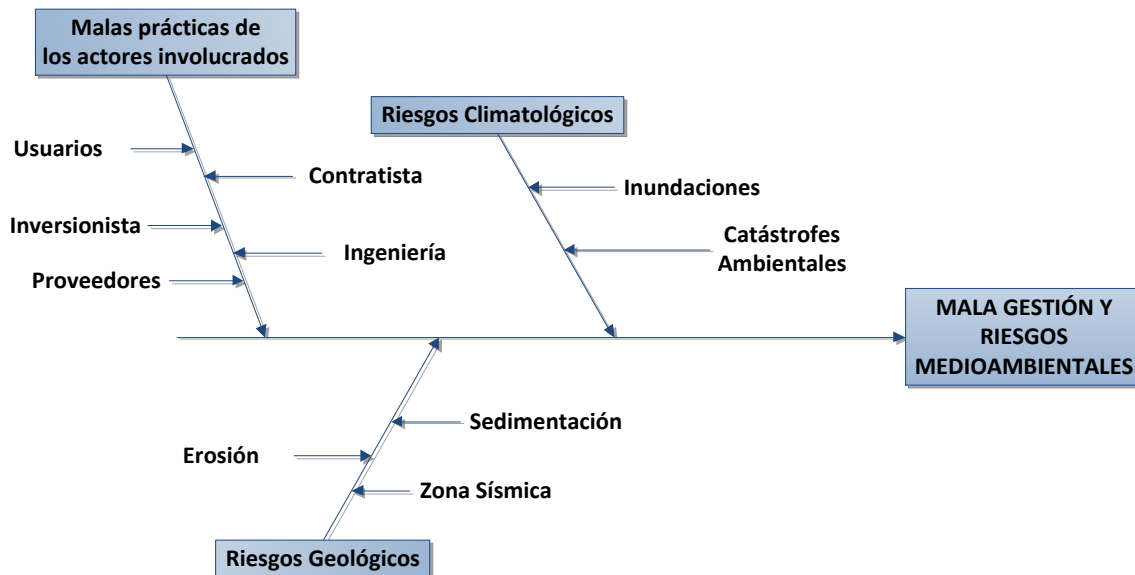 Malas prácticas de
los actores involucrados
Riesgos Climatológicos
Usuarios
Contratista
Inundaciones
Inversionista
Ingeniería
Catástrofes
Ambientales
Proveedores
MALA GESTIÓN Y
RIESGOS
MEDIOAMBIENTALES
Sedimentación
Erosión
Zona Sísmica
Riesgos Geológicos